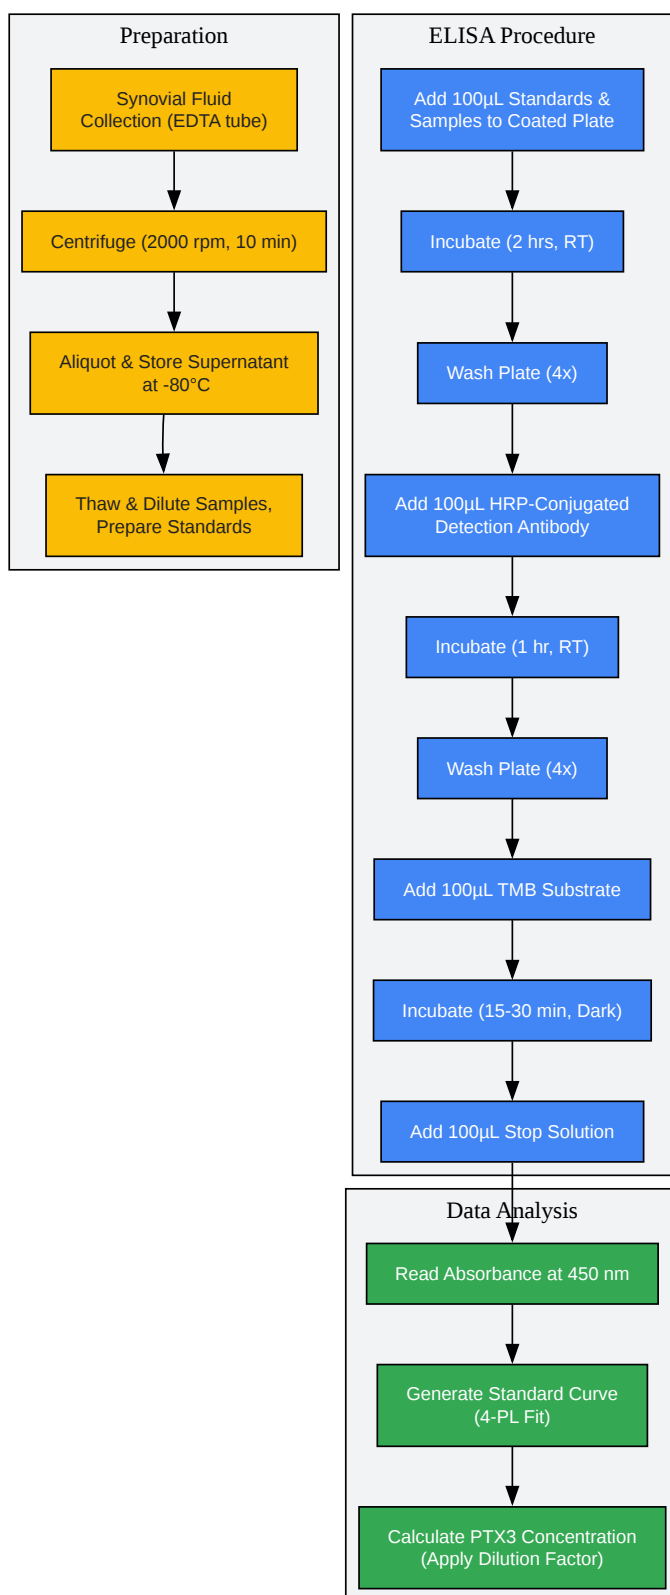 Preparation
Synovial Fluid
Collection (EDTA tube)
Centrifuge (2000 rpm, 10 min)
Aliquot & Store Supernatant
at -80°C
Thaw & Dilute Samples,
Prepare Standards
ELISA Procedure
Add 100µL Standards &
Samples to Coated Plate
Incubate (2 hrs, RT)
Wash Plate (4x)
Add 100µL HRP-Conjugated
Detection Antibody
Incubate (1 hr, RT)
Wash Plate (4x)
Add 100µL TMB Substrate
Incubate (15-30 min, Dark)
Add 100µL Stop Solution
Data Analysis
Read Absorbance at 450 nm
Generate Standard Curve
(4-PL Fit)
Calculate PTX3 Concentration
(Apply Dilution Factor)